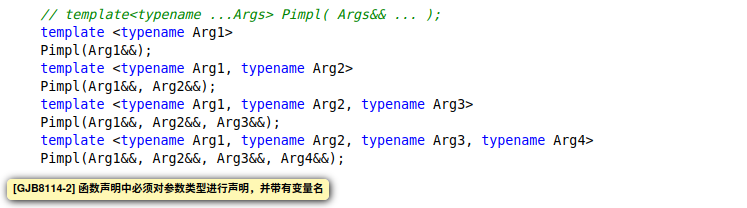 // template<typename ...Args> Pimpl( Args&& ... );
template <typename Arg1>
Pimpl(Arg1&&);
template <typename Arg1, typename Arg2>
Pimpl(Arg1&&, Arg2&&);
template <typename Arg1, typename Arg2, typename Arg3>
Pimpl(Arg1&&, Arg2&&, Arg3&&);
template <typename Arg1, typename Arg2, typename Arg3, typename Arg4>
Pimpl(Arg1&&, Arg2&&, Arg3&&, Arg4&&);
[GJB8114-2] 函数声明中必须对参数类型进行声明，并带有变量名